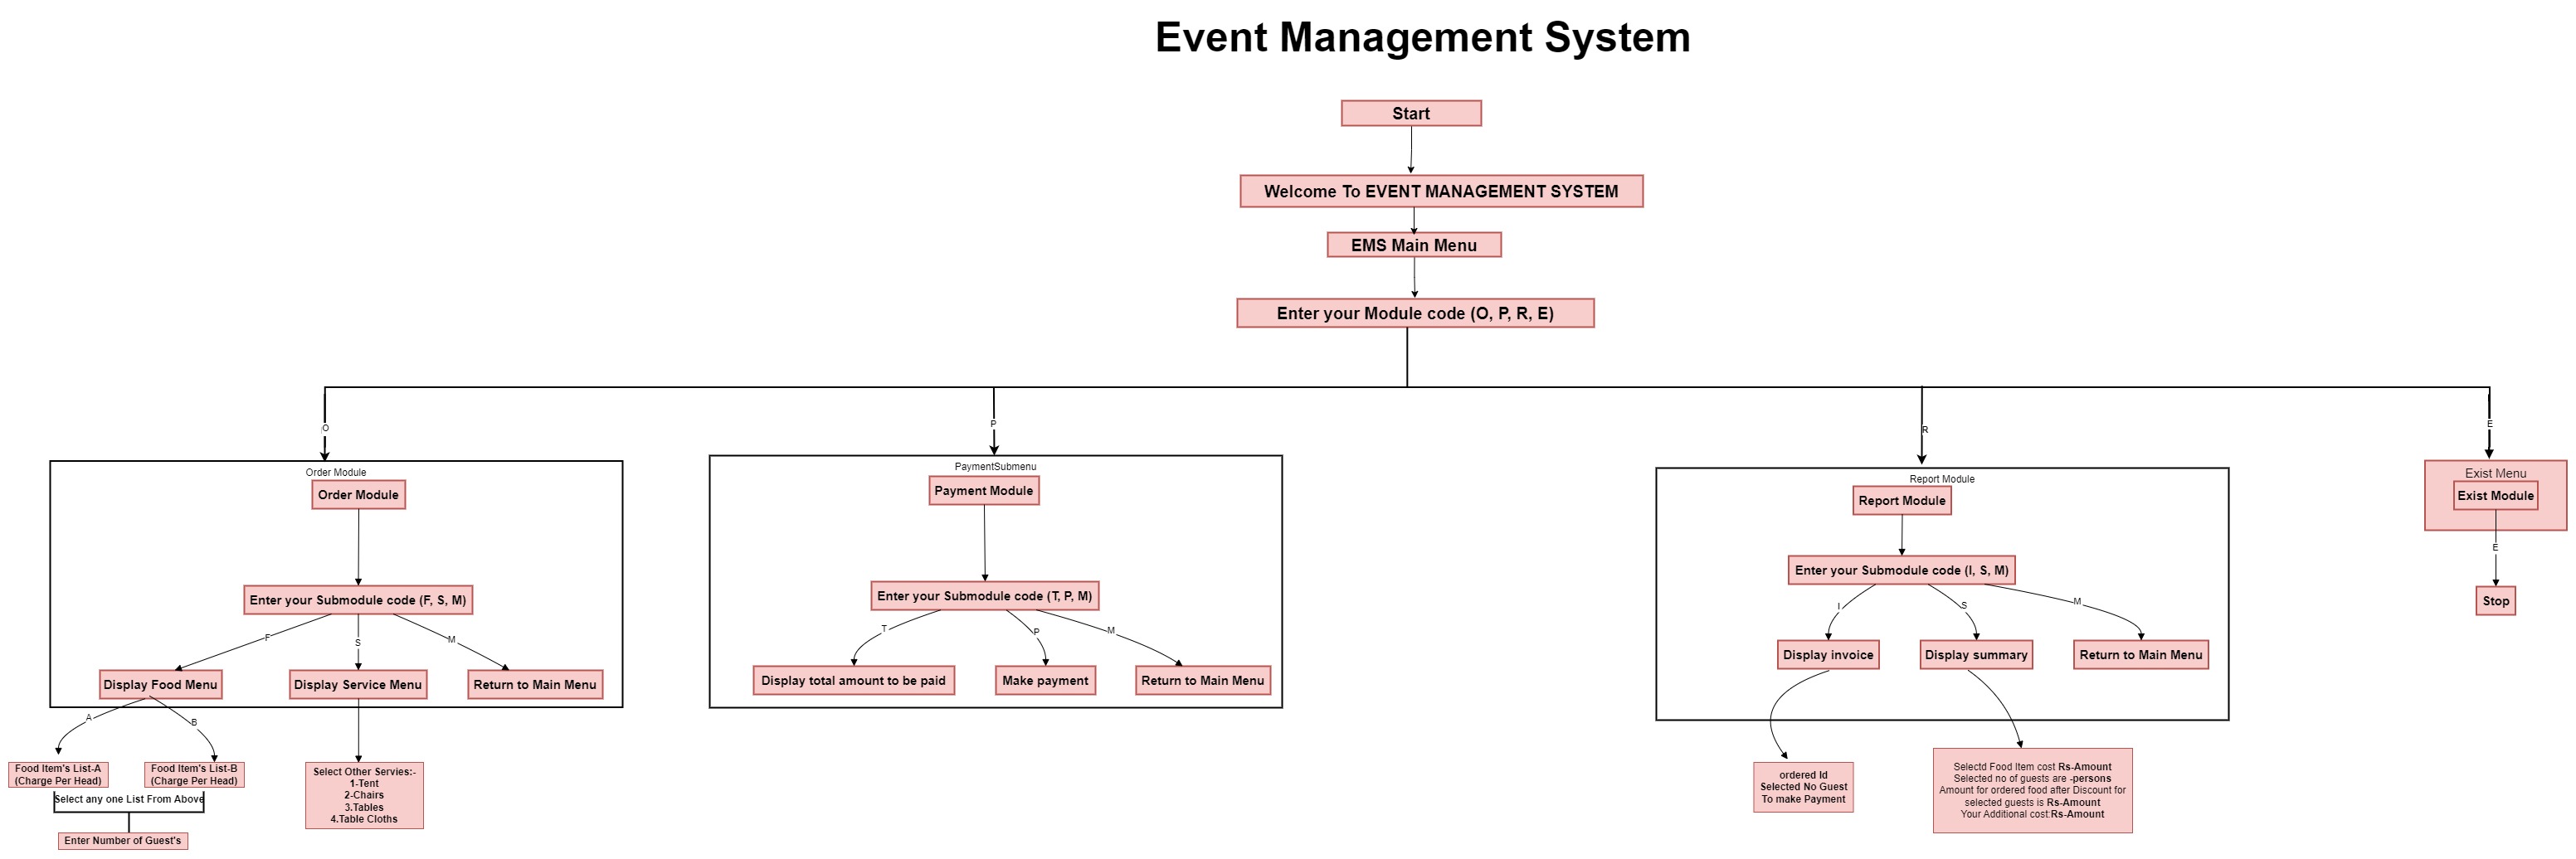 Event Management System
Start
Welcome To EVENT MANAGEMENT SYSTEM
EMS Main Menu
Enter your Module code (O, P, R, E)
O
P
R
E
Order Module
Order Module
Enter your Submodule code (F, S, M)
F
S
M
Display Food Menu
Display Service Menu
Return to Main Menu
A
B
Food Item's List-A
(Charge Per Head)
Food Item's List-B
(Charge Per Head)
Select any one List From Above
Enter Number of Guest's
Select Other Servies:-
1-Tent
2-Chairs
3.Tables
4.Table Cloths
PaymentSubmenu
Payment Module
Enter your Submodule code (T, P, M)
T
P
M
Display total amount to be paid
Make payment
Return to Main Menu
Report Module
Report Module
Enter your Submodule code (I, S, M)
I
S
M
Display invoice
Display summary
Return to Main Menu
ordered Id
Selected No Guest
To make Payment
Selectd Food Item cost Rs-Amount
Selected no of guests are -persons
Amount for ordered food after Discount for
selected guests is Rs-Amount
Your Additional cost:Rs-Amount
Exist Menu
Exist Module
E
Stop